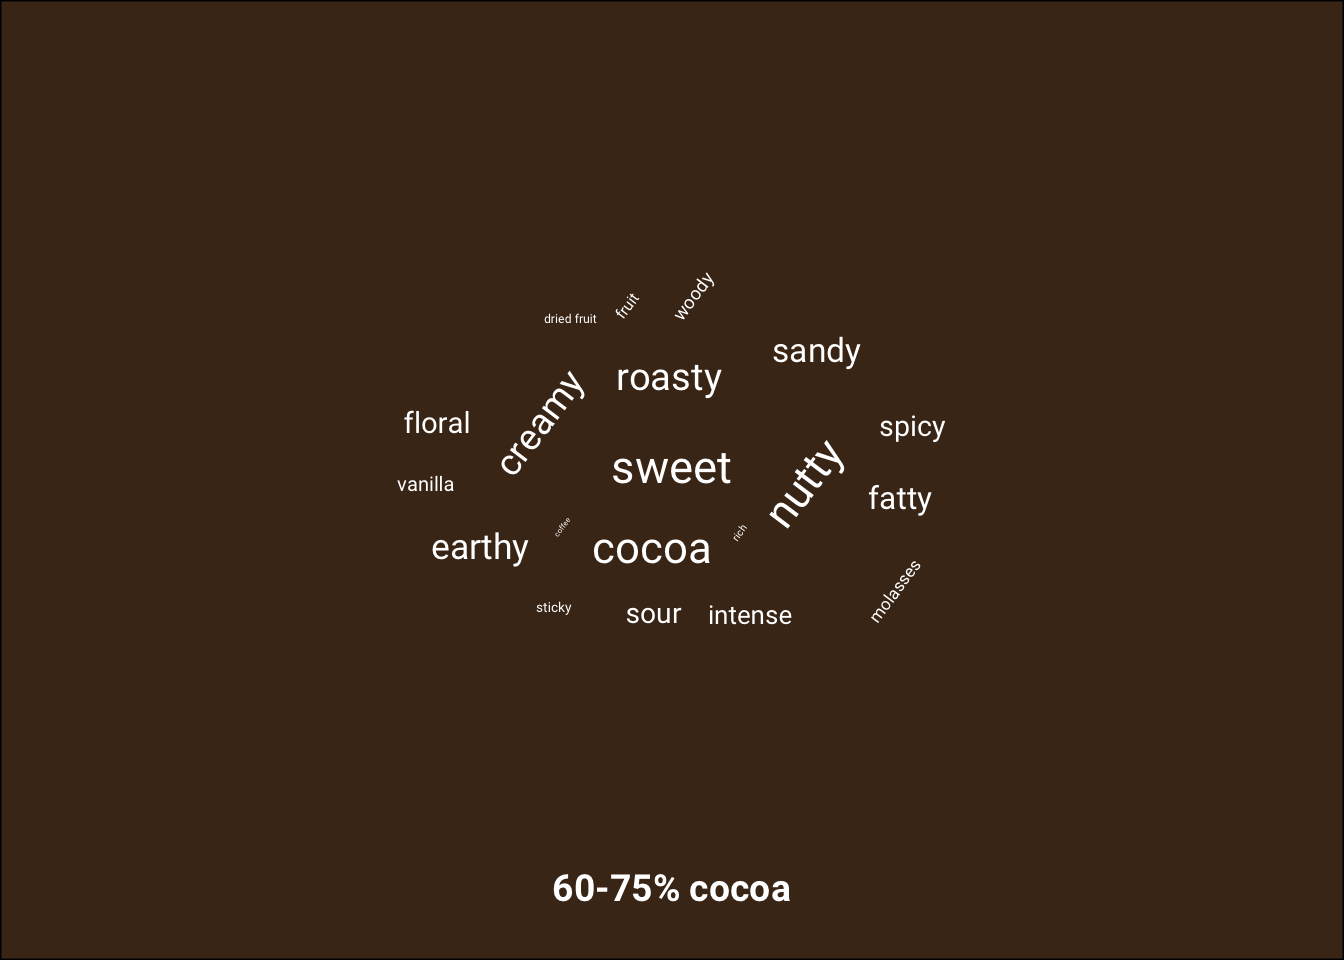 woody
fruit
dried fruit
sandy
roasty
creamy
floral
spicy
sweet
nutty
vanilla
fatty
coffee
rich
earthy
cocoa
molasses
sticky
sour
intense
60-75% cocoa